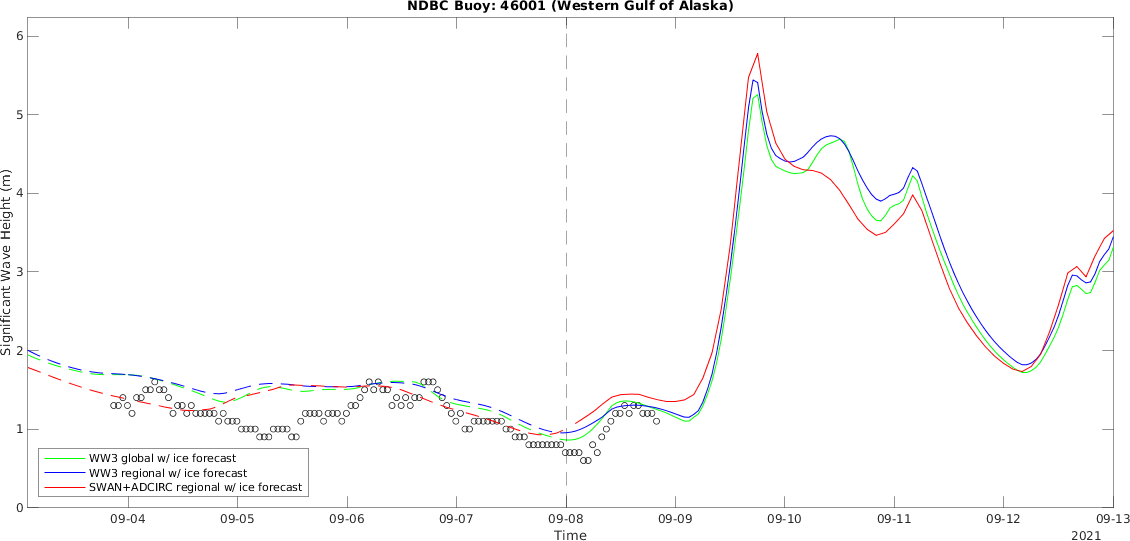 NDBC Buoy: 46001 (Western Gulf of Alaska)
Significant Wave Height (m)
6
5
4
3
2
1
0
WW3 global w/ ice forecast
WW3 regional w/ ice forecast
SWAN+ADCIRC regional w/ ice forecast
09-04 09-05 09-06 09-07 09-08 09-09 09-10 09-11 09-12 09-13
Time
2021